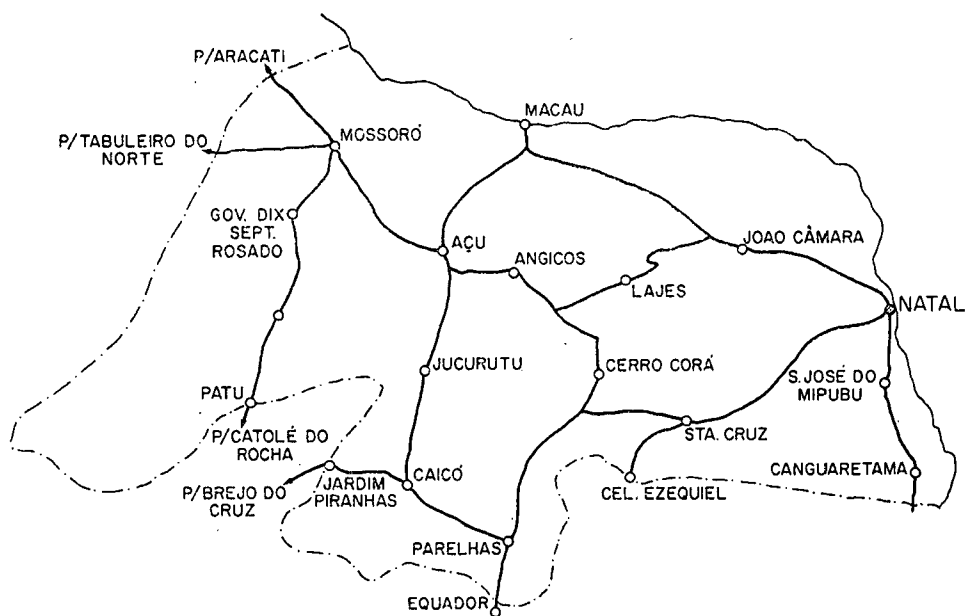 P/ARACATI
MACAU
P/TABULEIRO DO
NORTE
MOSSORÓ
GOV. DIX
SEPT.
ROSADO
AÇU
ANGICOS
JOAO CÂMARA
LAJES
NATAL
JUCURUTU
CERRO CORÁ
S. JOSÉ DO
MIPUBU
PATU
P/CATOLÉ DO
ROCHA
STA. CRUZ
P/BREJO DO
CRUZ
JARDIM
PIRANHAS
CAICÓ
CEL. EZEQUIEL
CANGUARETAMA
PARELHAS
EQUADOR